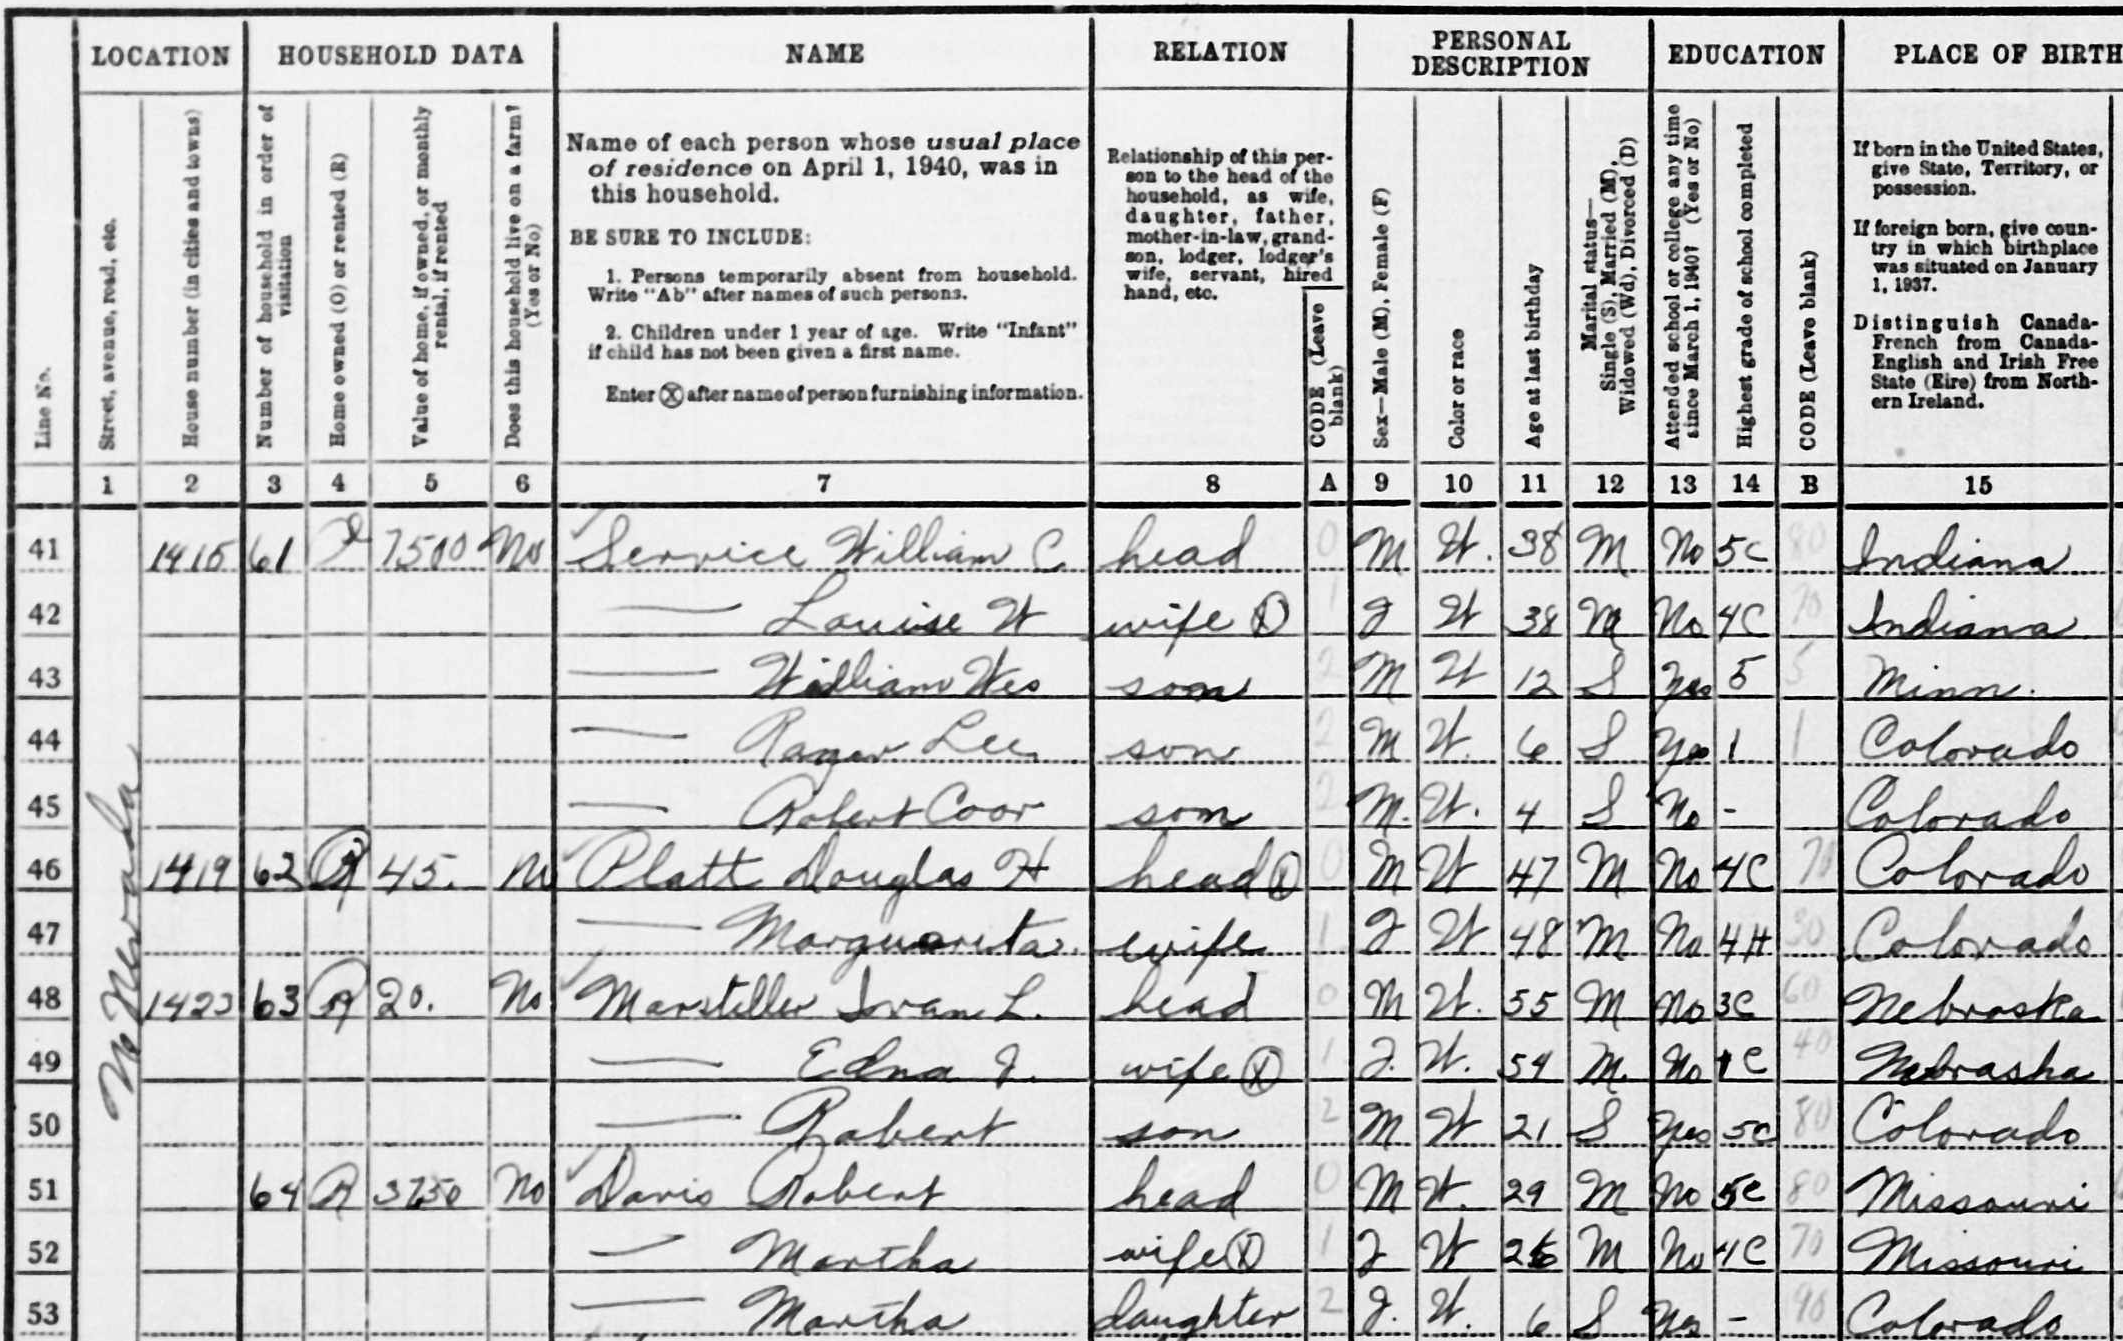 LOCATION HOUSEHOLD DATA NAME RELATION PERSONAL DESCRIPTION EDUCATION PLACE OF BIRTH
Line No.
Street, avenue, road, etc.
House number (in cities and towns)
Number of household in order of visitation
Home owned (O) or rented (R)
Value of home, if owned, or monthly rental, if rented
Does this household live on a farm? (Yes or No)
Name of each person whose usual place
of residence on April 1, 1940, was in
this household.
BE SURE TO INCLUDE:
1. Persons temporarily absent from household.
Write "Ab" after names of such persons.
2. Children under 1 year of age. Write "Infant"
if child has not been given a first name.
Enter Ⓧ after name of person furnishing information.
Relationship of this per-
son to the head of the
household, as wife,
daughter, father,
mother-in-law, grand-
son, lodger, lodger's
wife, servant, hired
hand, etc.
CODE (Leave blank)
Sex—Male (M), Female (F)
Color or race
Age at last birthday
Marital status—
Single (S), Married (M),
Widowed (Wd), Divorced (D)
Attended school or college any time since March 1, 1940? (Yes or No)
Highest grade of school completed
CODE (Leave blank)
If born in the United States,
give State, Territory, or
possession.
If foreign born, give coun-
try in which birthplace
was situated on January
1, 1937.
Distinguish Canada-
French from Canada-
English and Irish Free
State (Eire) from North-
ern Ireland.
1 2 3 4 5 6 7 8 A 9 10 11 12 13 14 B 15
No Nevada
41 1415 61 7500 No Service William C head 0 M W. 38 M No 5C 80 Indiana
42 — Louise W wife Ⓧ 1 F W 38 M No 4C 70 Indiana
43 — William Wes son 2 M W 12 S Yes 5 5 Minn.
44 — Roger Lee son 2 M W. 6 S Yes 1 1 Colorado
45 — Robert Coor son 2 M. W. 4 S No - Colorado
46 1419 62 R 45. No Platt Douglas H head Ⓧ 0 M W 47 M No 4C 70 Colorado
47 — Marguereta wife 1 F W 48 M No 4H 30 Colorado
48 1423 63 R 20. No Marsteller Ivan L. head 0 M W. 55 M No 3C 60 Nebraska
49 — Edna J. wife Ⓧ 1 F. W. 54 M. No 1C 40 Nebraska
50 — Robert son 2 M W 21 S Yes 5C 80 Colorado
51 64 R 3750 No Davis Robert head 0 M W. 29 M No 5C 80 Missouri
52 — Martha wife Ⓧ 1 F W 26 M No 4C 70 Missouri
53 — Martha daughter 2 F. W. 6 S Yes - 90 Colorado